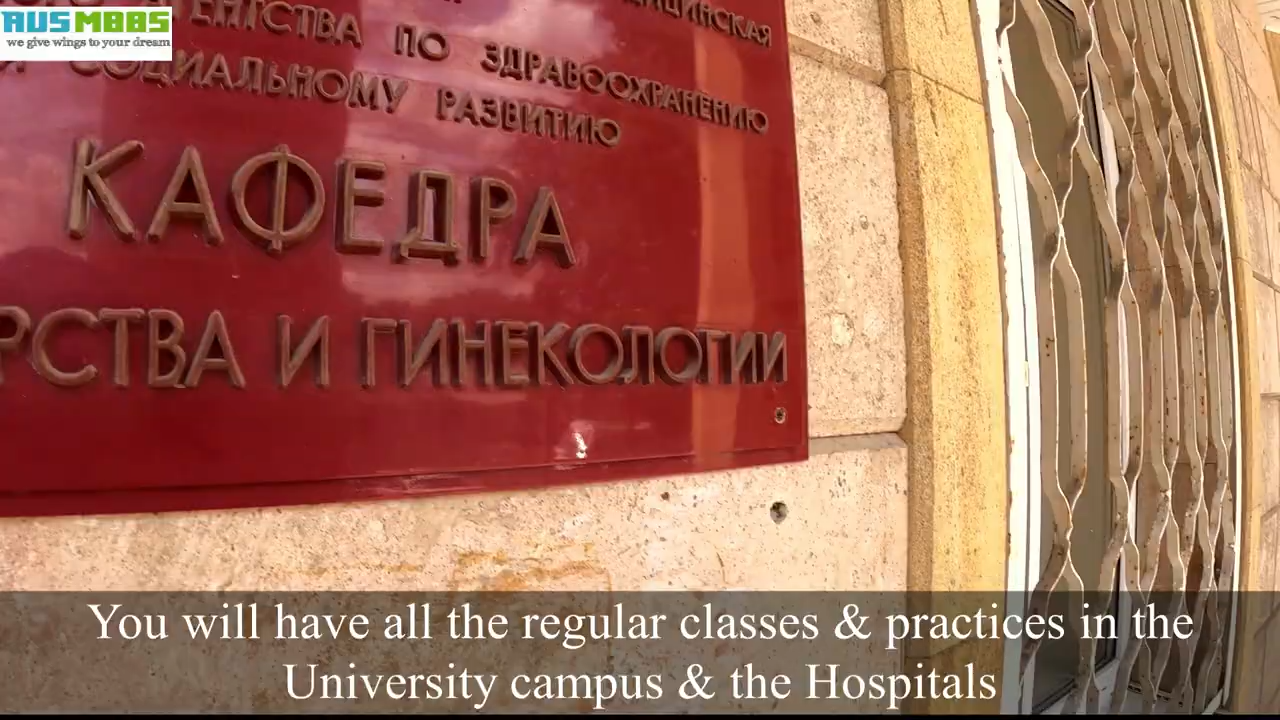 AUSMBBS
we give wings to your dream
ПО ЗДРАВООХРАНЕНИЮ
СОЦИАЛЬНОМУ РАЗВИТИЮ
КАФЕДРА
РСТВА И ГИНЕКОЛОГИИ
You will have all the regular classes & practices in the
University campus & the Hospitals